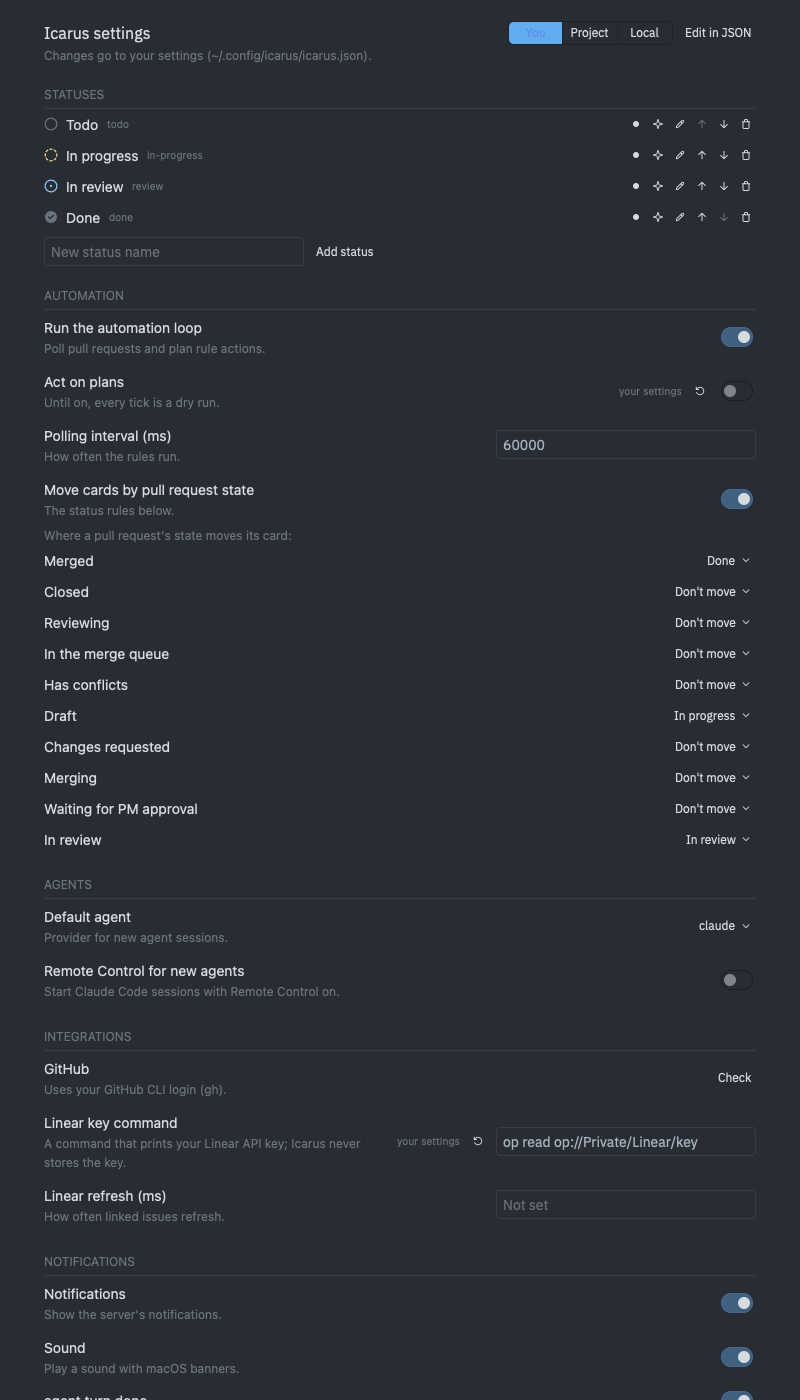 Icarus settings
You
Project
Local
Edit in JSON
Changes go to your settings (~/.config/icarus/icarus.json).
STATUSES
Todo todo
In progress in-progress
In review review
Done done
New status name
Add status
AUTOMATION
Run the automation loop
Poll pull requests and plan rule actions.
Act on plans
Until on, every tick is a dry run.
your settings
Polling interval (ms)
How often the rules run.
60000
Move cards by pull request state
The status rules below.
Where a pull request's state moves its card:
Merged Done
Closed Don't move
Reviewing Don't move
In the merge queue Don't move
Has conflicts Don't move
Draft In progress
Changes requested Don't move
Merging Don't move
Waiting for PM approval Don't move
In review In review
AGENTS
Default agent
Provider for new agent sessions.
claude
Remote Control for new agents
Start Claude Code sessions with Remote Control on.
INTEGRATIONS
GitHub
Uses your GitHub CLI login (gh).
Check
Linear key command
A command that prints your Linear API key; Icarus never
stores the key.
your settings
op read op://Private/Linear/key
Linear refresh (ms)
How often linked issues refresh.
Not set
NOTIFICATIONS
Notifications
Show the server's notifications.
Sound
Play a sound with macOS banners.
agent turn done